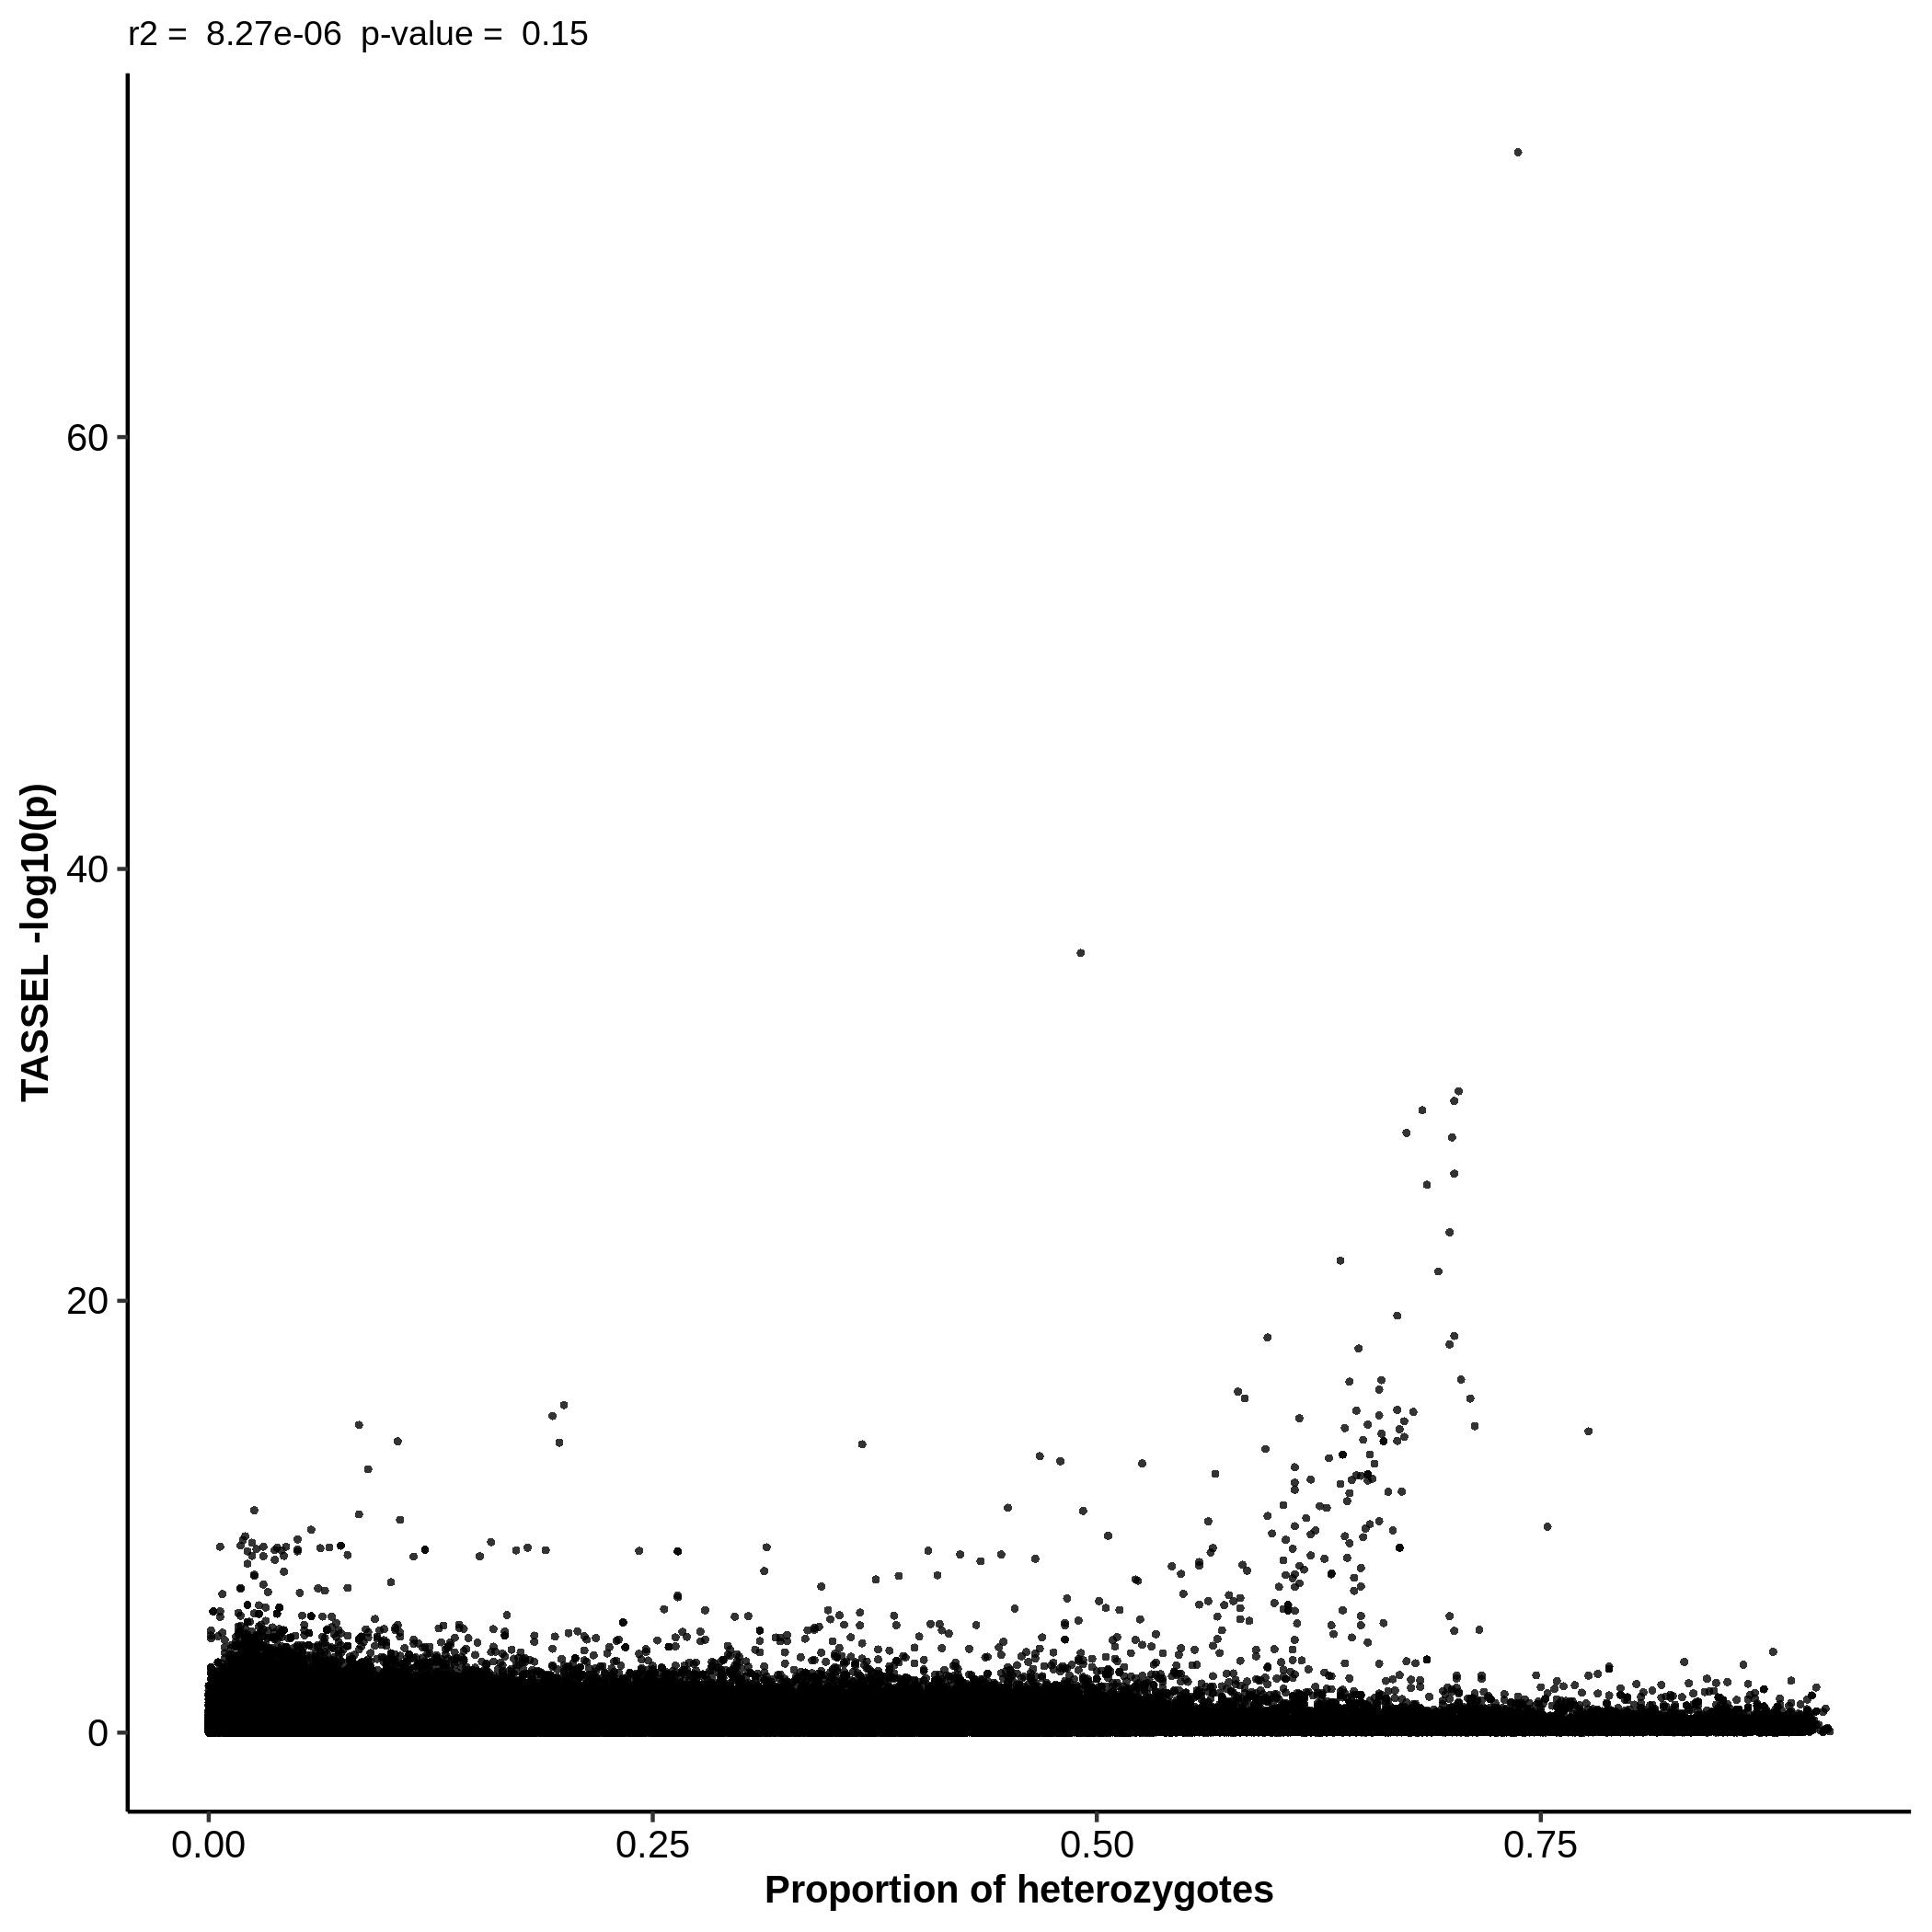 r2 =  8.27e-06  p-value =  0.15
60
40
20
0
TASSEL -log10(p)
0.00
0.25
0.50
0.75
Proportion of heterozygotes